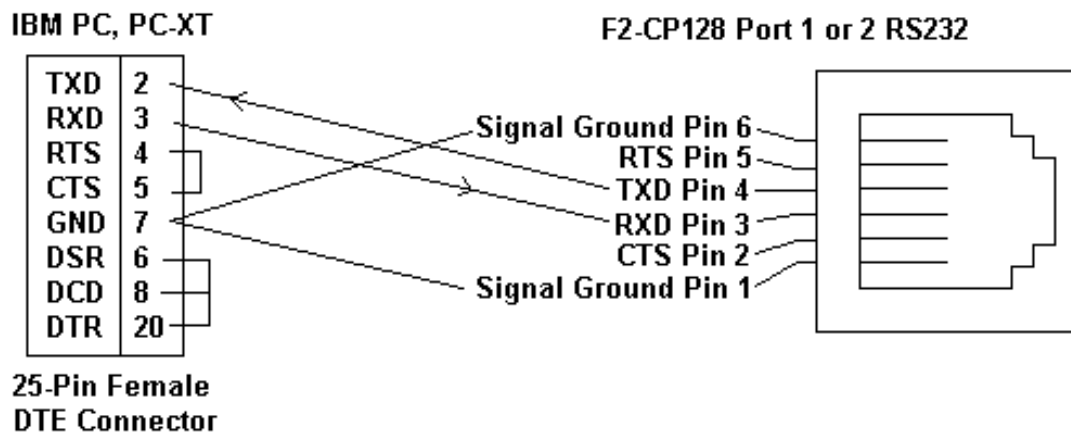 IBM PC, PC-XT
F2-CP128 Port 1 or 2 RS232
TXD 2
RXD 3
RTS 4
CTS 5
GND 7
DSR 6
DCD 8
DTR 20
Signal Ground Pin 6
RTS Pin 5
TXD Pin 4
RXD Pin 3
CTS Pin 2
Signal Ground Pin 1
25-Pin Female
DTE Connector